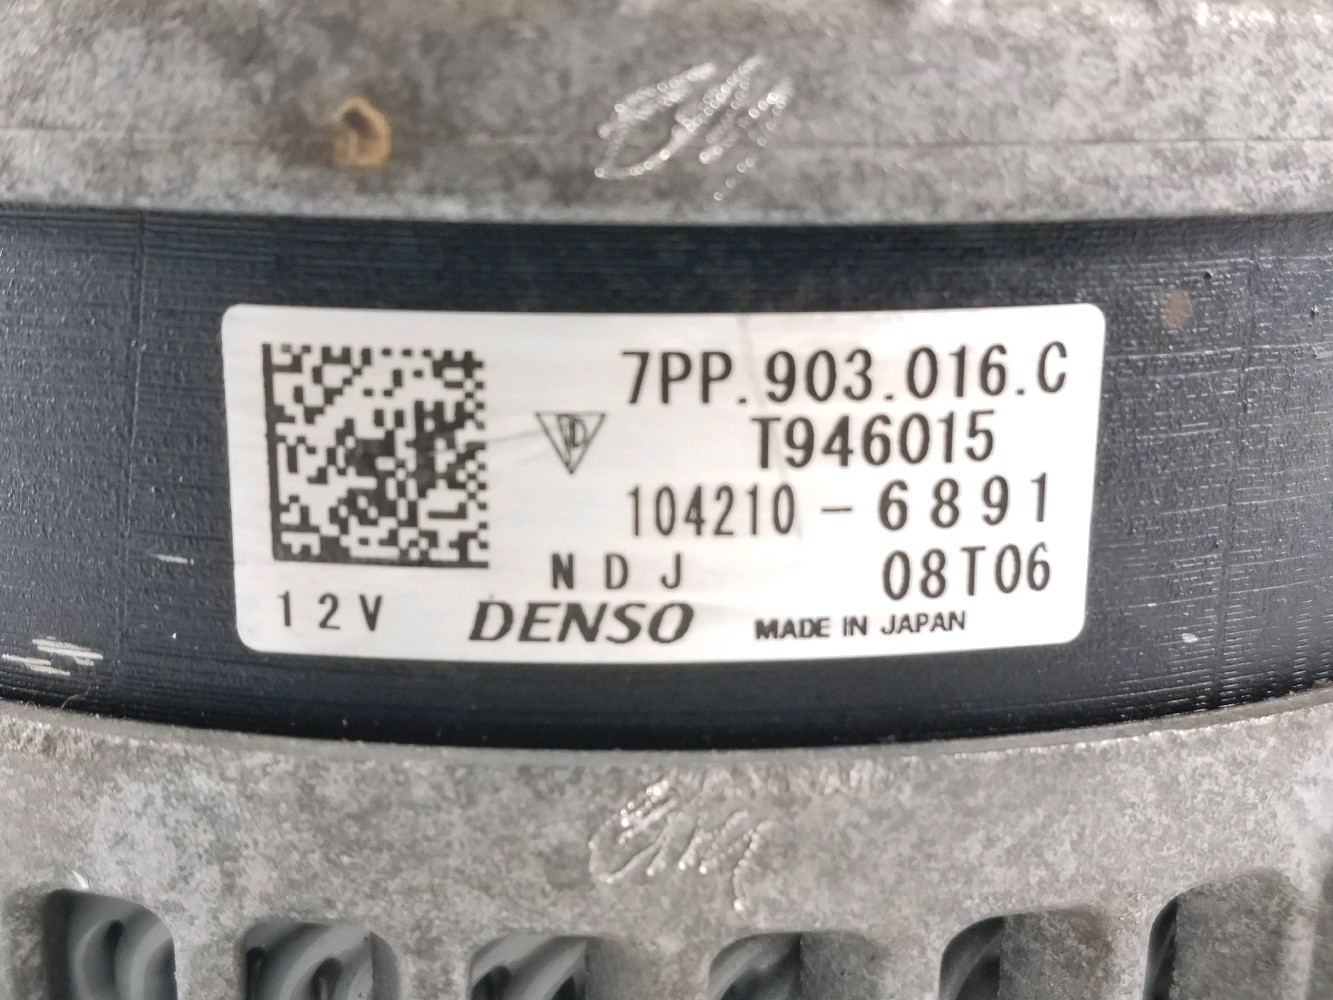 7PP.903.016.C
T946015
104210-6891
NDJ 08T06
12V DENSO MADE IN JAPAN